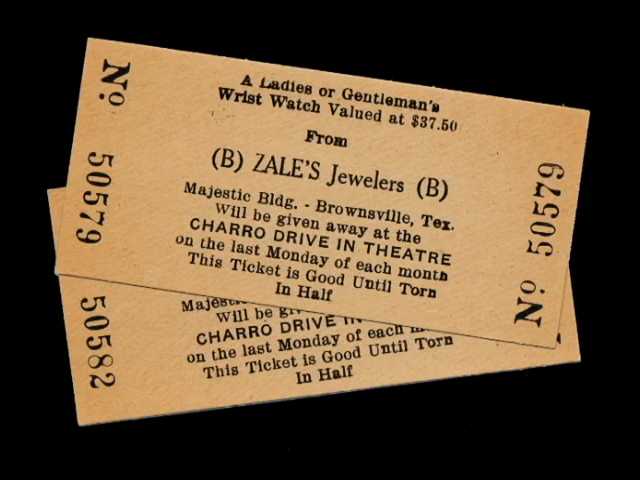 No 50579
A Ladies or Gentleman's
Wrist Watch Valued at $37.50
From
(B) ZALE'S Jewelers (B)
Majestic Bldg. - Brownsville, Tex.
Will be given away at the
CHARRO DRIVE IN THEATRE
on the last Monday of each month
This Ticket is Good Until Torn
In Half
No 50579
50582
CHARRO DRIVE IN
on the last Monday of each
This Ticket is Good Until Torn
In Half